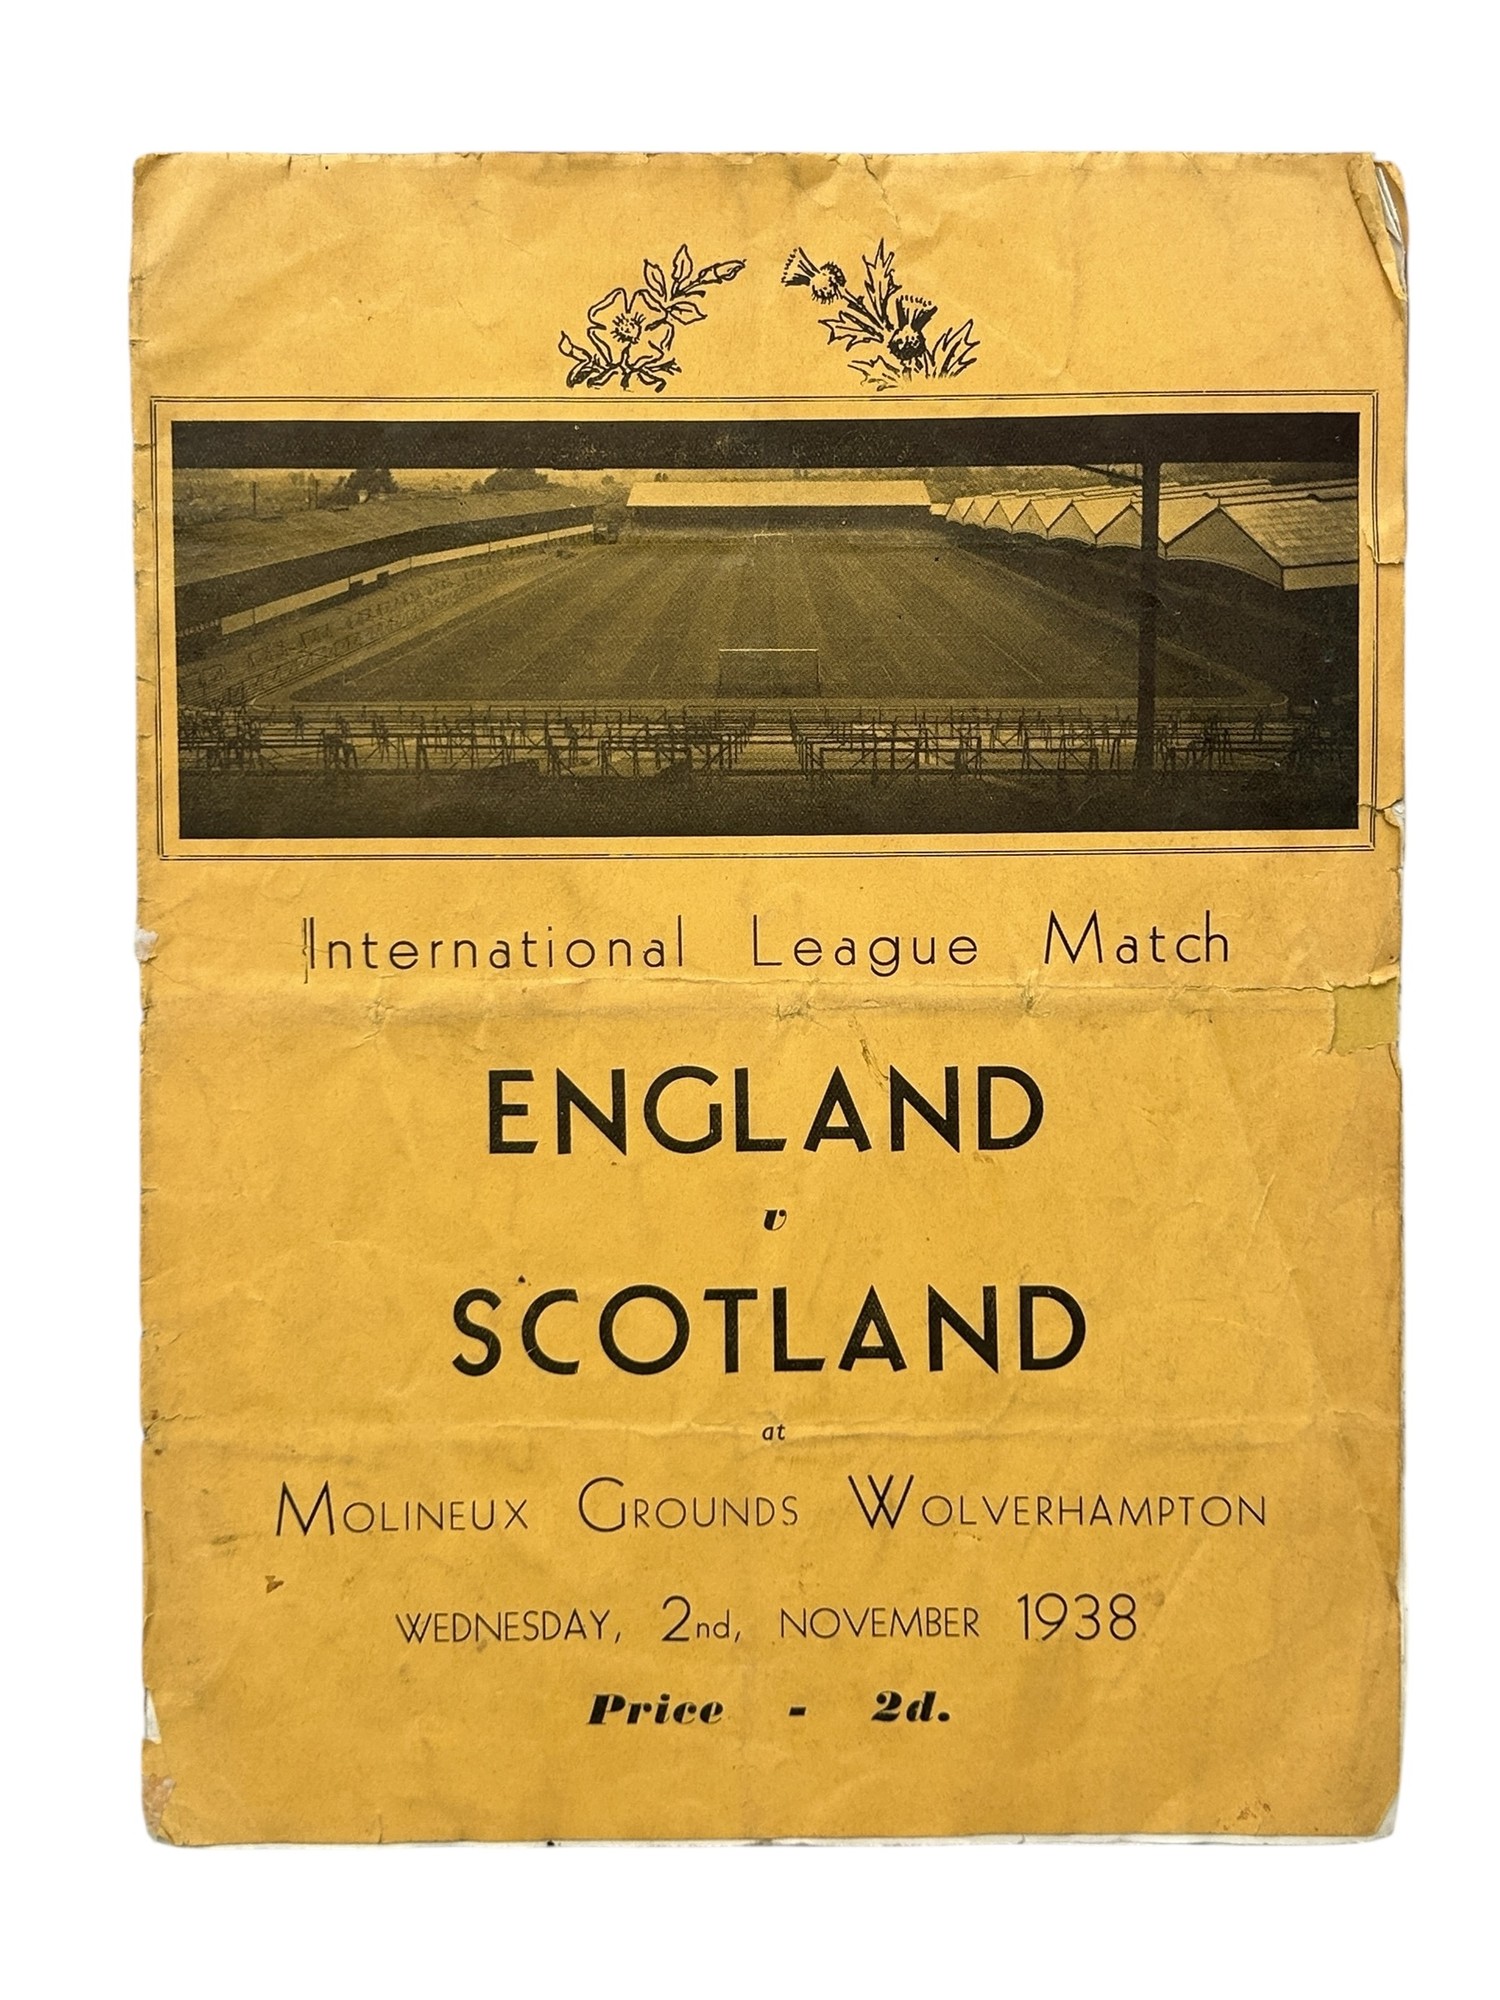 International League Match
ENGLAND
v
SCOTLAND
at
MOLINEUX GROUNDS WOLVERHAMPTON
WEDNESDAY, 2nd, NOVEMBER 1938
Price - 2d.